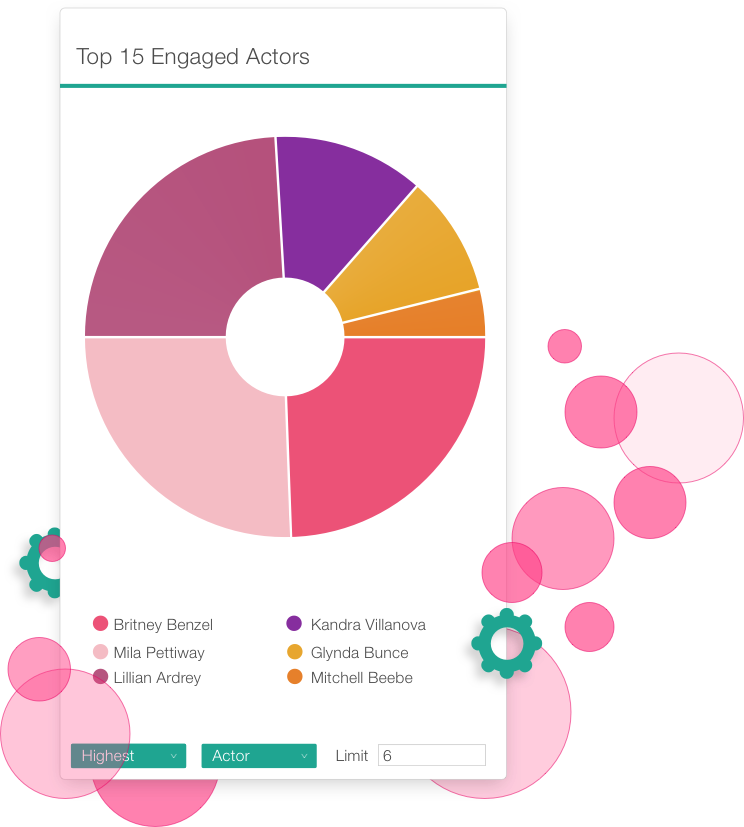 Top 15 Engaged Actors
Britney Benzel
Kandra Villanova
Mila Pettiway
Glynda Bunce
Lillian Ardrey
Mitchell Beebe
Highest
Actor
Limit
6